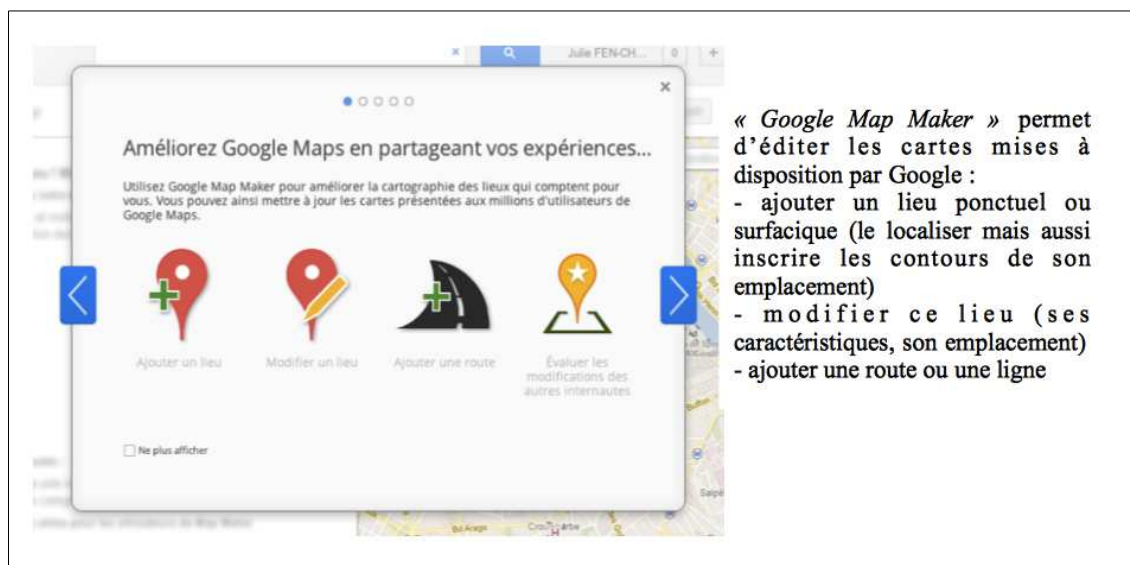 Julie FEN-CH... 0 +
Améliorez Google Maps en partageant vos expériences...
Utilisez Google Map Maker pour améliorer la cartographie des lieux qui comptent pour
vous. Vous pouvez ainsi mettre à jour les cartes présentées aux millions d'utilisateurs de
Google Maps.
Ajouter un lieu
Modifier un lieu
Ajouter une route
Évaluer les
modifications des
autres internautes
Ne plus afficher
Bd Arago
« Google Map Maker » permet
d'éditer les cartes mises à
disposition par Google :
- ajouter un lieu ponctuel ou
surfacique (le localiser mais aussi
inscrire les contours de son
emplacement)
- modifier ce lieu (ses
caractéristiques, son emplacement)
- ajouter une route ou une ligne